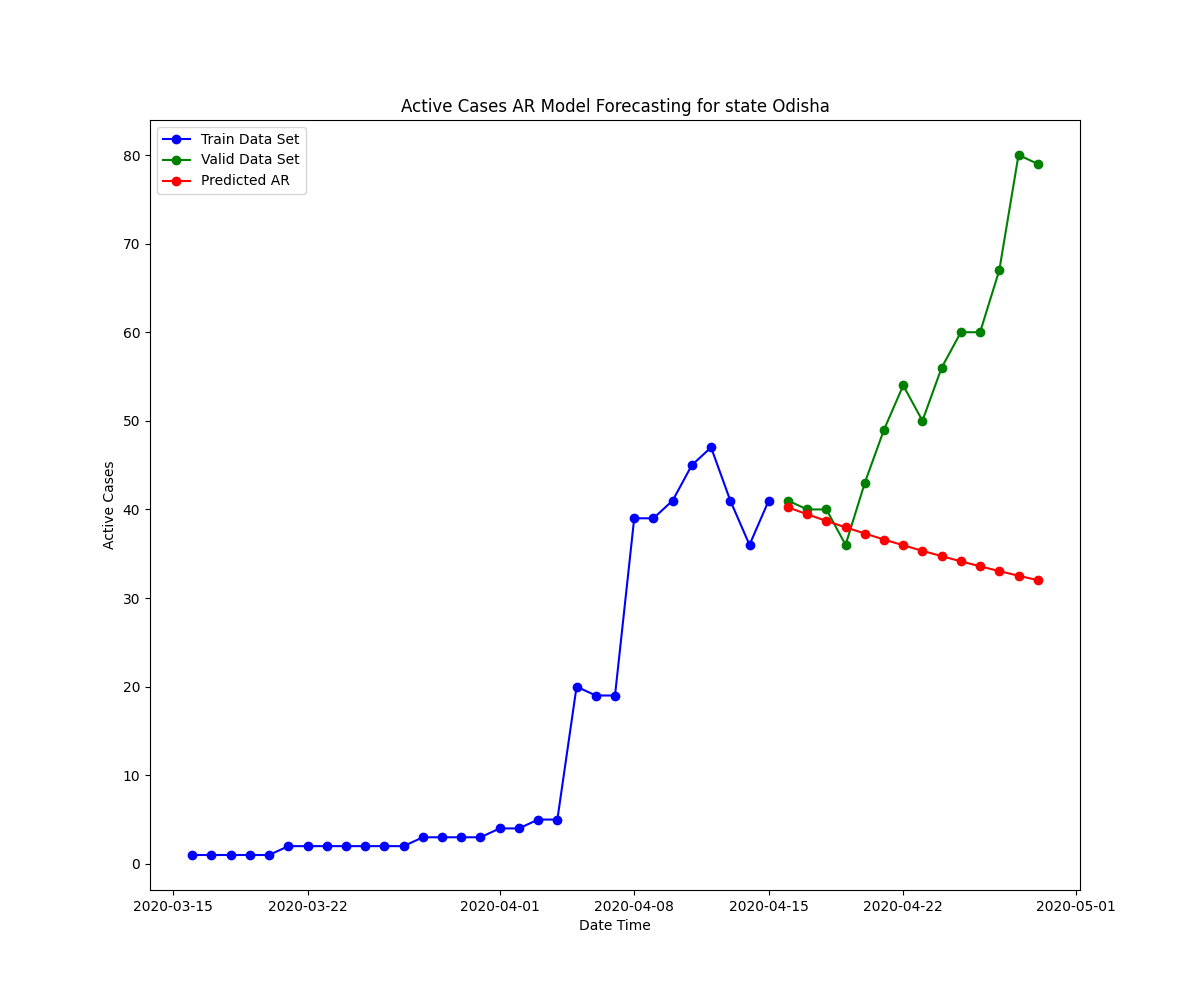 Active Cases AR Model Forecasting for state Odisha
Train Data Set
Valid Data Set
Predicted AR
80
70
60
50
40
30
20
10
0
Active Cases
2020-03-15 2020-03-22 2020-04-01 2020-04-08 2020-04-15 2020-04-22 2020-05-01
Date Time